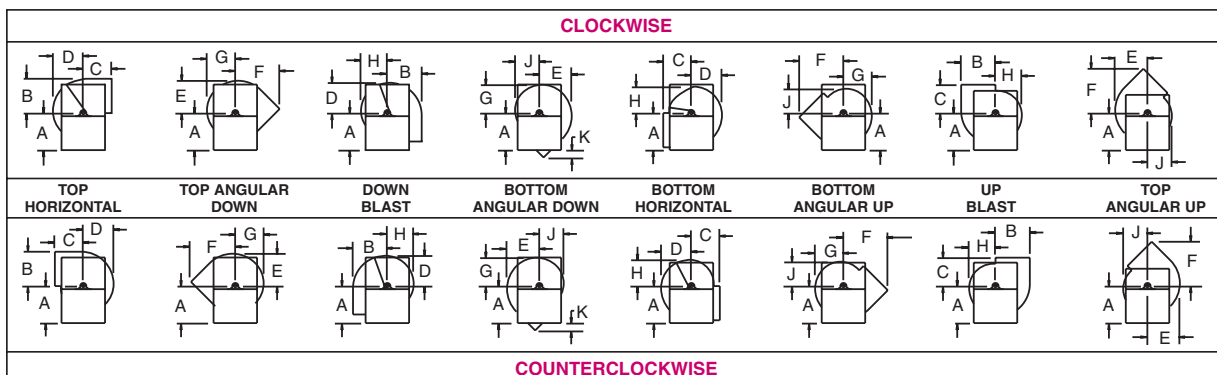 CLOCKWISE
D C B A
G F E A
H B D A
J E G A K
C D H A
F G J A
B H C A
E F J
TOP HORIZONTAL
TOP ANGULAR DOWN
DOWN BLAST
BOTTOM ANGULAR DOWN
BOTTOM HORIZONTAL
BOTTOM ANGULAR UP
UP BLAST
TOP ANGULAR UP
D C B A
G F E A
B H D A
E J G A K
D C H A
F G J A
B H C A
J F A E
COUNTERCLOCKWISE